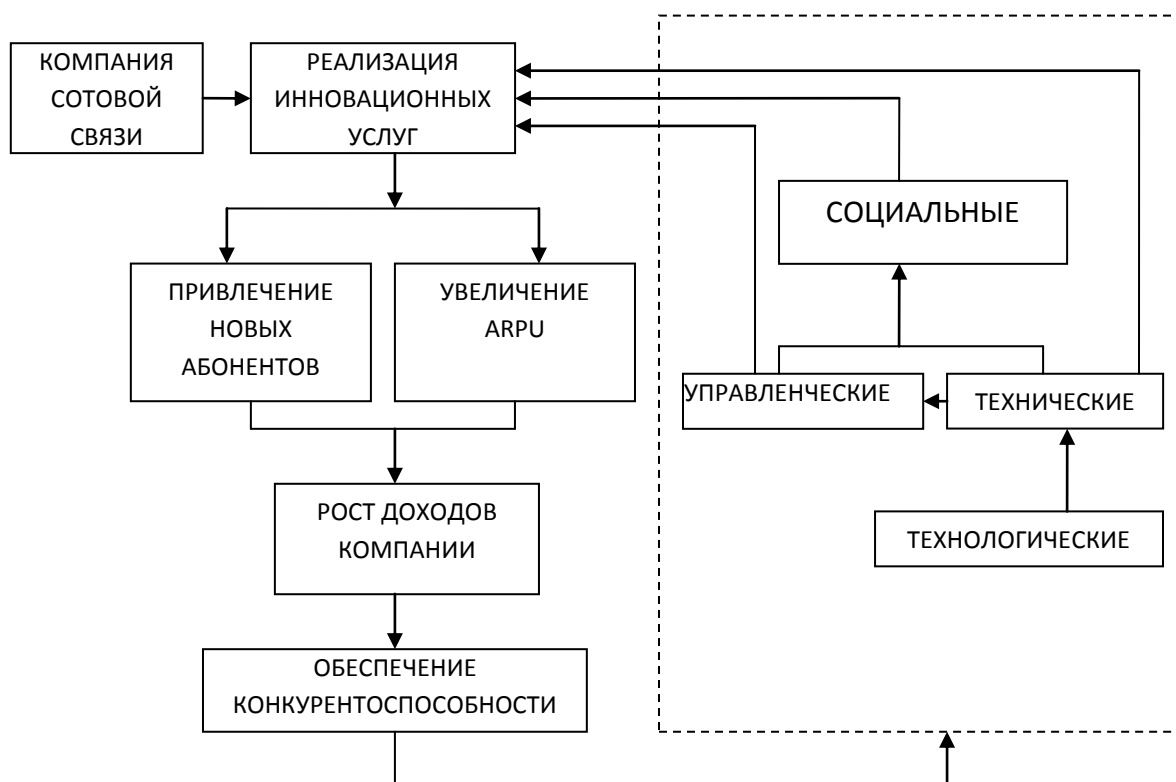 КОМПАНИЯ
СОТОВОЙ
СВЯЗИ
РЕАЛИЗАЦИЯ
ИННОВАЦИОННЫХ
УСЛУГ
СОЦИАЛЬНЫЕ
ПРИВЛЕЧЕНИЕ
НОВЫХ
АБОНЕНТОВ
УВЕЛИЧЕНИЕ
ARPU
УПРАВЛЕНЧЕСКИЕ
ТЕХНИЧЕСКИЕ
РОСТ ДОХОДОВ
КОМПАНИИ
ТЕХНОЛОГИЧЕСКИЕ
ОБЕСПЕЧЕНИЕ
КОНКУРЕНТОСПОСОБНОСТИ